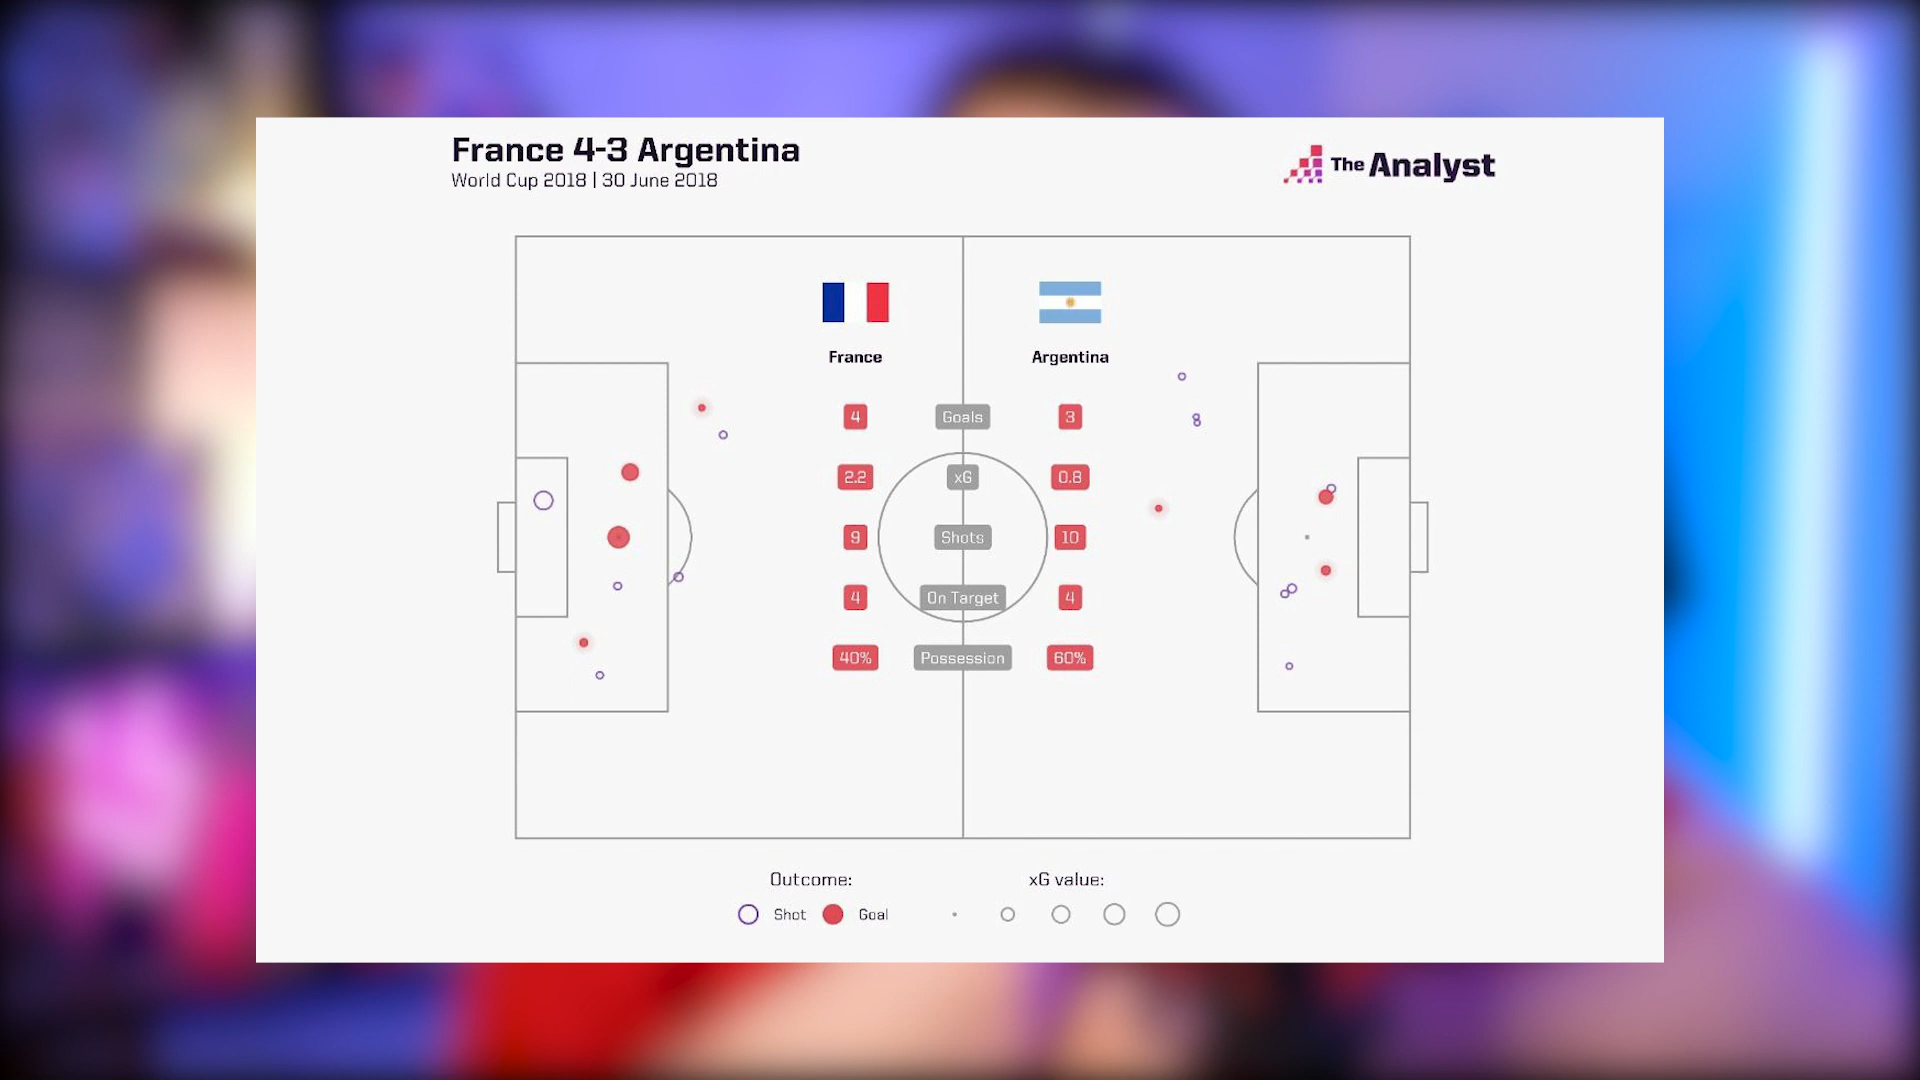 France 4-3 Argentina
World Cup 2018 | 30 June 2018
The Analyst
France
Argentina
4 Goals 3
2.2 xG 0.8
9 Shots 10
4 On Target 4
40% Possession 60%
Outcome:
Shot Goal
xG value: